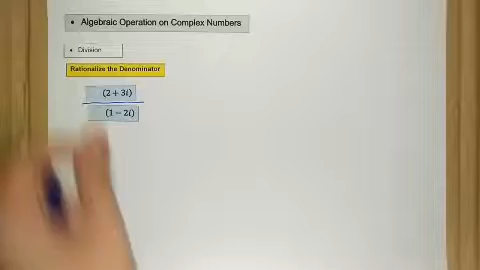 • Algebraic Operation on Complex Numbers
• Division
Rationalize the Denominator
(2 + 3i)
(1 − 2i)